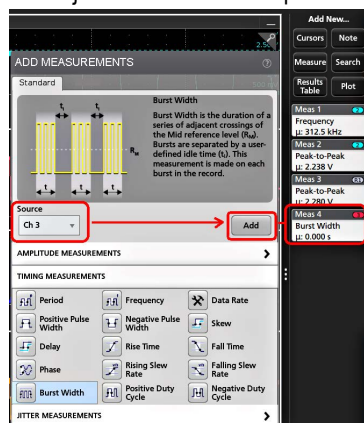 Add New...
Cursors Note
Measure Search
Results Table Plot
ADD MEASUREMENTS
Standard
Burst Width
Burst Width is the duration of a
series of adjacent crossings of
the Mid reference level (RM).
Bursts are separated by a user-
defined idle time (tI). This
measurement is made on each
burst in the record.
tI tI
RM
t t t
Source
Ch 3
Add
AMPLITUDE MEASUREMENTS
TIMING MEASUREMENTS
Period Frequency Data Rate
Positive Pulse Width Negative Pulse Width Skew
Delay Rise Time Fall Time
Phase Rising Slew Rate Falling Slew Rate
Burst Width Positive Duty Cycle Negative Duty Cycle
JITTER MEASUREMENTS
Meas 1 2
Frequency
µ: 312.5 kHz
Meas 2 2
Peak-to-Peak
µ: 2.238 V
Meas 3
Peak-to-Peak
µ: 2.280 V
Meas 4 3
Burst Width
µ: 0.000 s